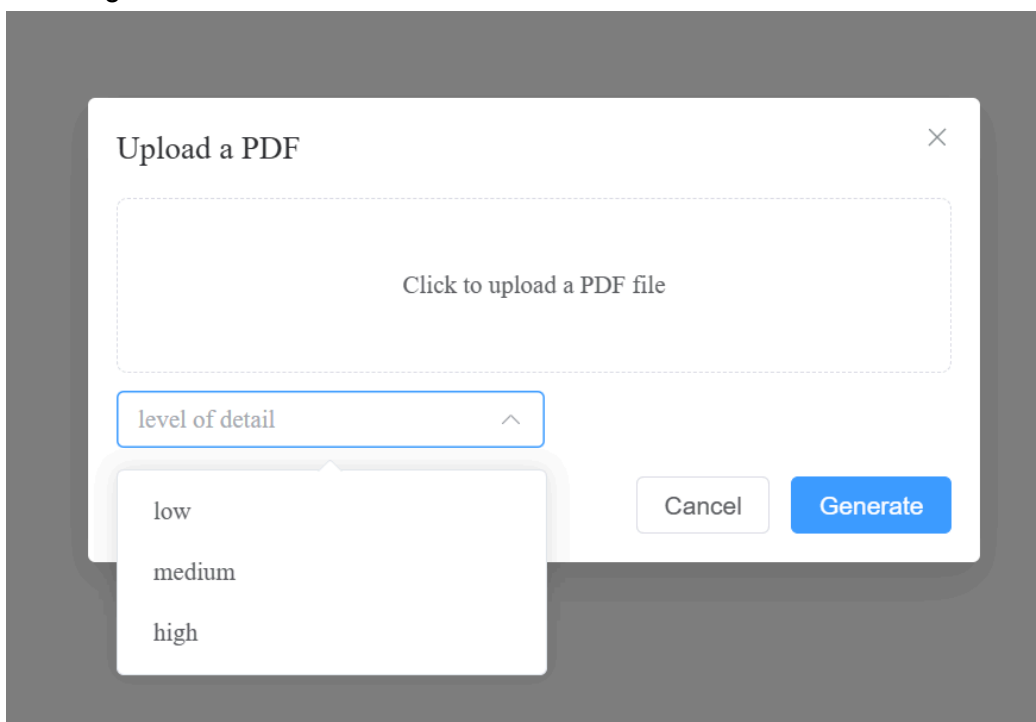 Upload a PDF
Click to upload a PDF file
level of detail
low
medium
high
Cancel
Generate